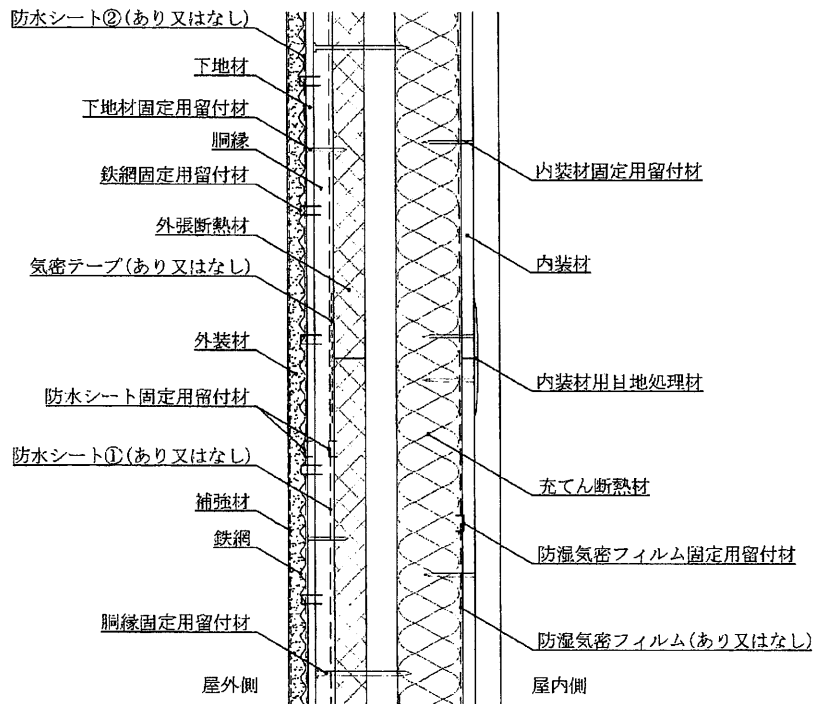 防水シート②(あり又はなし)
下地材
下地材固定用留付材
胴縁
鉄網固定用留付材
外張断熱材
気密テープ(あり又はなし)
外装材
防水シート固定用留付材
防水シート①(あり又はなし)
補強材
鉄網
胴縁固定用留付材
屋外側
内装材固定用留付材
内装材
内装材用目地処理材
充てん断熱材
防湿気密フィルム固定用留付材
防湿気密フィルム(あり又はなし)
屋内側